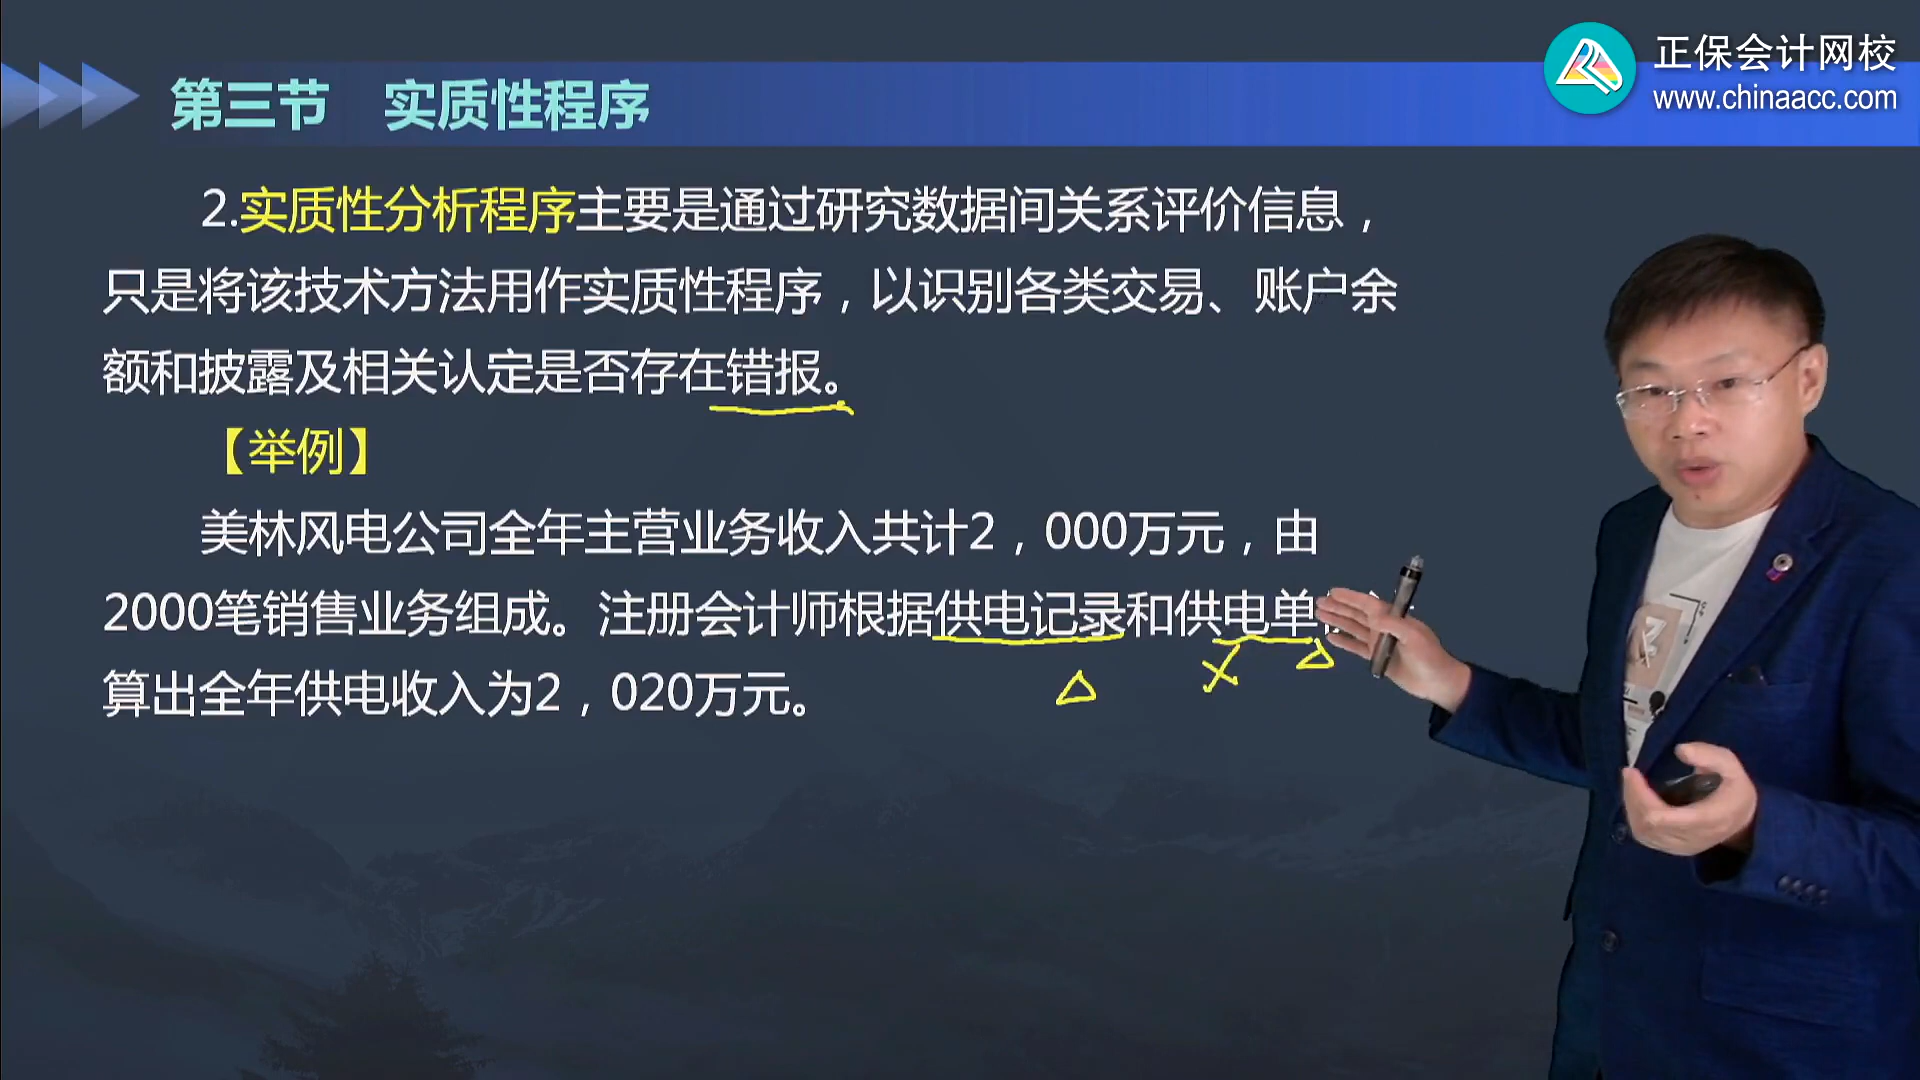 正保会计网校
www.chinaacc.com
第三节 实质性程序
2.实质性分析程序主要是通过研究数据间关系评价信息，
只是将该技术方法用作实质性程序，以识别各类交易、账户余
额和披露及相关认定是否存在错报。
【举例】
美林风电公司全年主营业务收入共计2，000万元，由
2000笔销售业务组成。注册会计师根据供电记录和供电单
算出全年供电收入为2，020万元。